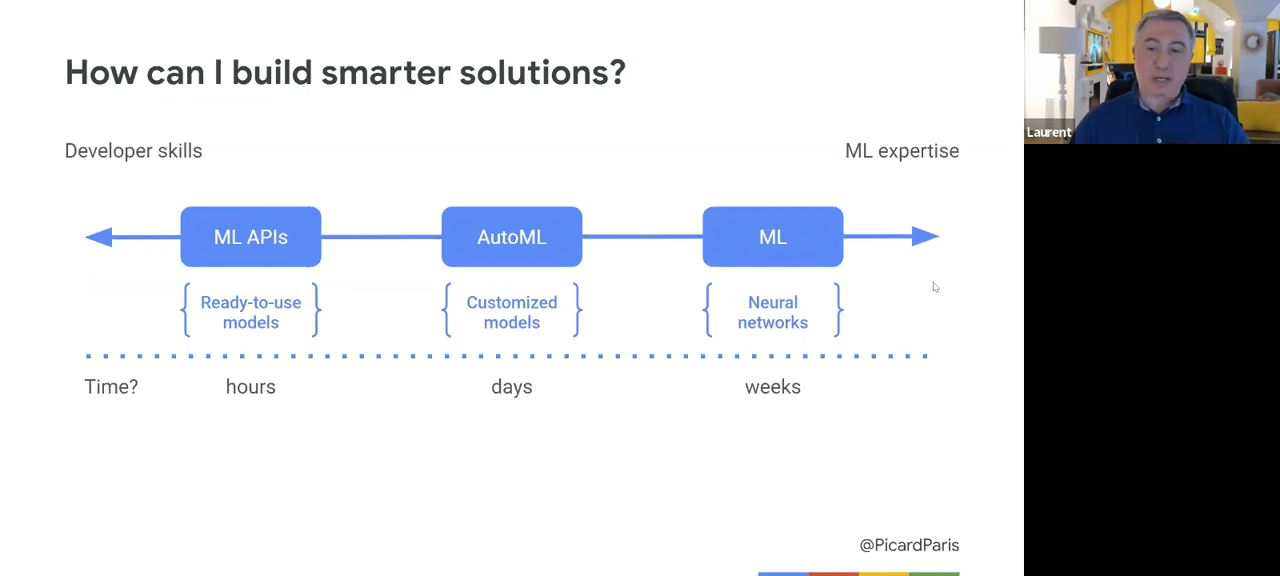 How can I build smarter solutions?
Developer skills
ML expertise
ML APIs
AutoML
ML
Ready-to-use
models
Customized
models
Neural
networks
Time?
hours
days
weeks
@PicardParis
Laurent